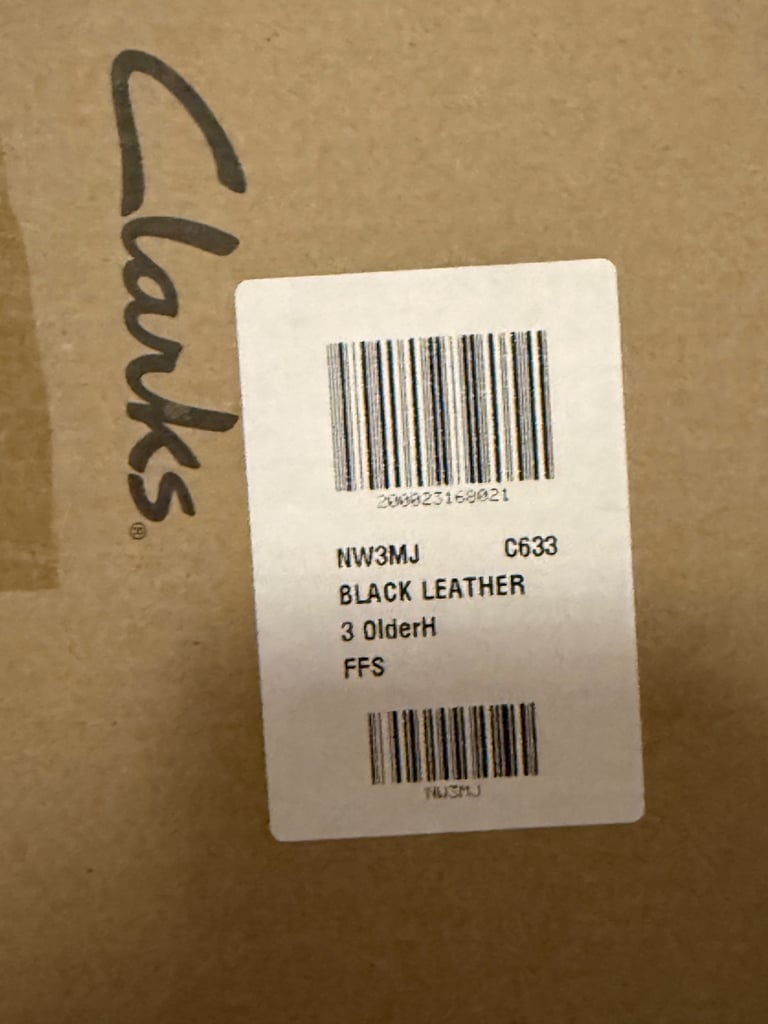 Clarks®
200023168021
NW3MJ C633
BLACK LEATHER
3 OlderH
FFS
NW3MJ